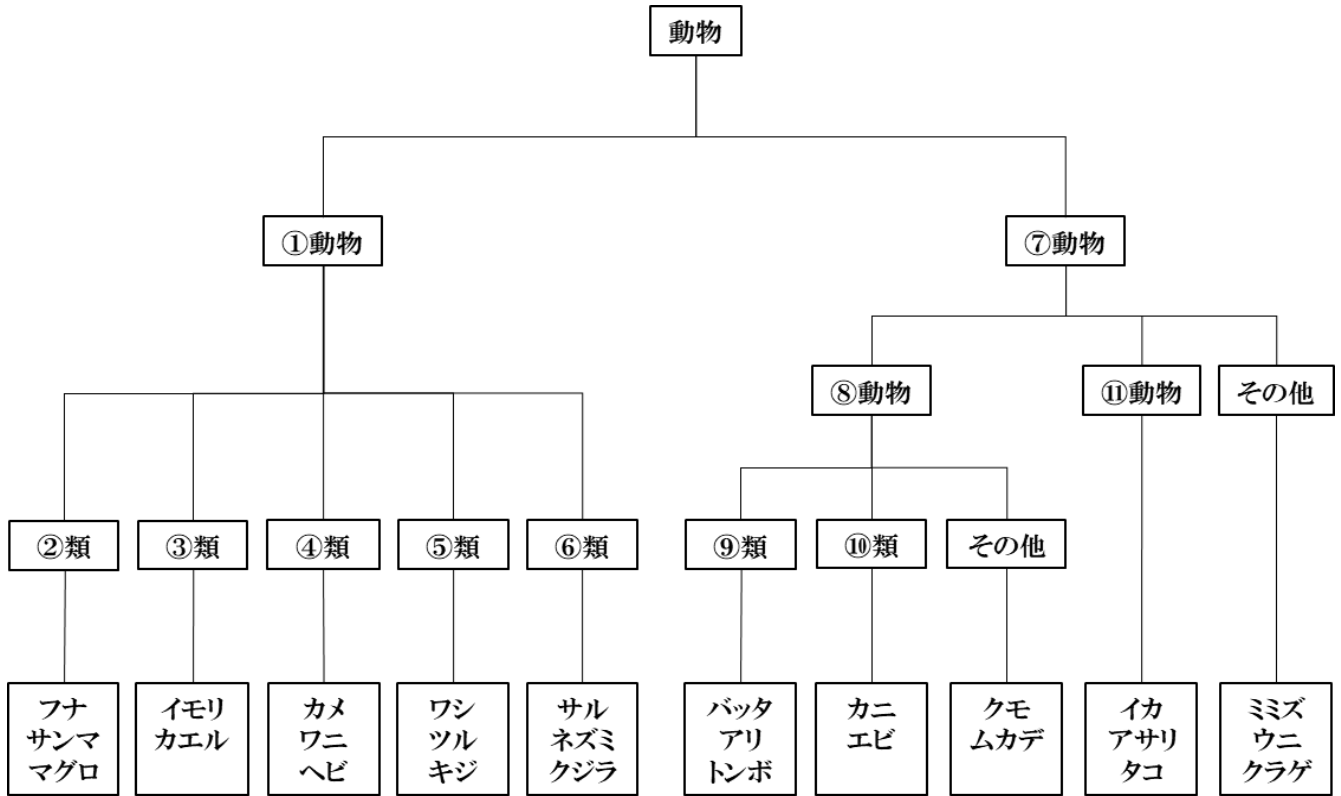 動物
①動物
⑦動物
⑧動物
⑪動物
その他
②類
③類
④類
⑤類
⑥類
⑨類
⑩類
その他
フナ
サンマ
マグロ
イモリ
カエル
カメ
ワニ
ヘビ
ワシ
ツル
キジ
サル
ネズミ
クジラ
バッタ
アリ
トンボ
カニ
エビ
クモ
ムカデ
イカ
アサリ
タコ
ミミズ
ウニ
クラゲ